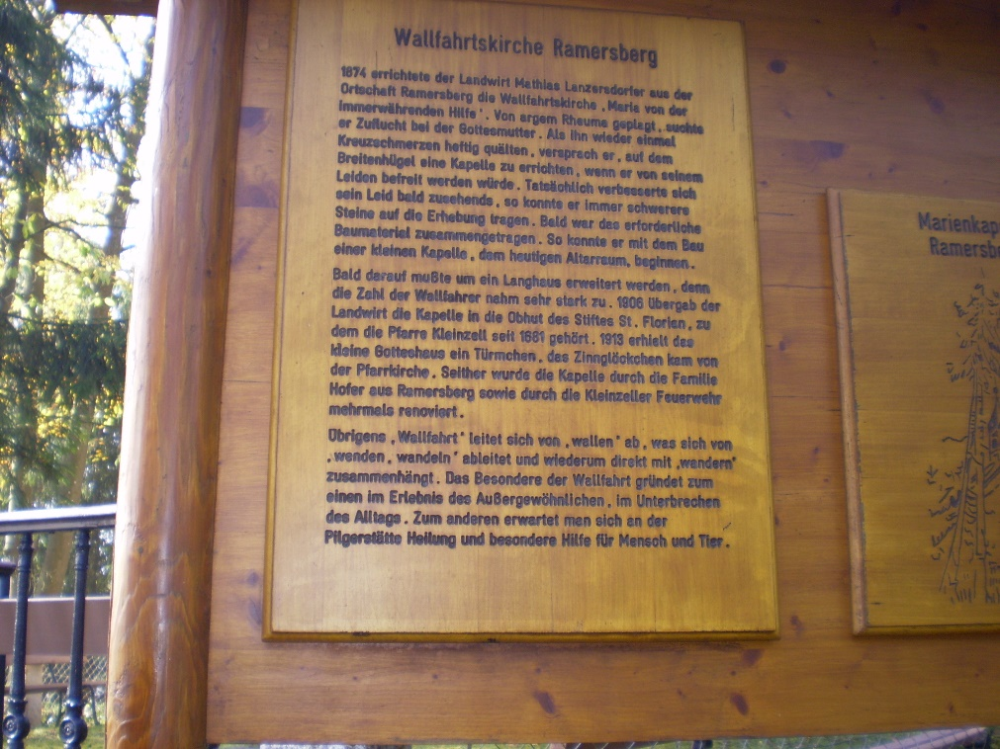 Wallfahrtskirche Ramersberg
1874 errichtete der Landwirt Mathias Lanzersdorfer aus der
Ortschaft Ramersberg die Wallfahrtskirche „Maria von der
immerwährenden Hilfe". Von argem Rheuma geplagt, suchte
er Zuflucht bei der Gottesmutter. Als ihn wieder einmal
Kreuzschmerzen heftig quälten, versprach er, auf dem
Breitenhügel eine Kapelle zu errichten, wenn er von seinem
Leiden befreit werden würde. Tatsächlich verbesserte sich
sein Leid bald zusehends, so konnte er immer schwerere
Steine auf die Erhebung tragen. Bald war das erforderliche
Baumaterial zusammengetragen. So konnte er mit dem Bau
einer kleinen Kapelle, dem heutigen Altarraum, beginnen.
Bald darauf mußte um ein Langhaus erweitert werden, denn
die Zahl der Wallfahrer nahm sehr stark zu. 1906 übergab der
Landwirt die Kapelle in die Obhut des Stiftes St. Florian, zu
dem die Pfarre Kleinzell seit 1681 gehört. 1913 erhielt das
kleine Gotteshaus ein Türmchen, das Zinnglöckchen kam von
der Pfarrkirche. Seither wurde die Kapelle durch die Familie
Hofer aus Ramersberg sowie durch die Kleinzeller Feuerwehr
mehrmals renoviert.
Übrigens „Wallfahrt" leitet sich von „wallen" ab, was sich von
„wenden, wandeln" ableitet und wiederum direkt mit „wandern"
zusammenhängt. Das Besondere der Wallfahrt gründet zum
einen im Erlebnis des Außergewöhnlichen, im Unterbrechen
des Alltags. Zum anderen erwartet man sich an der
Pilgerstätte Heilung und besondere Hilfe für Mensch und Tier.
Marienkap
Ramersbe